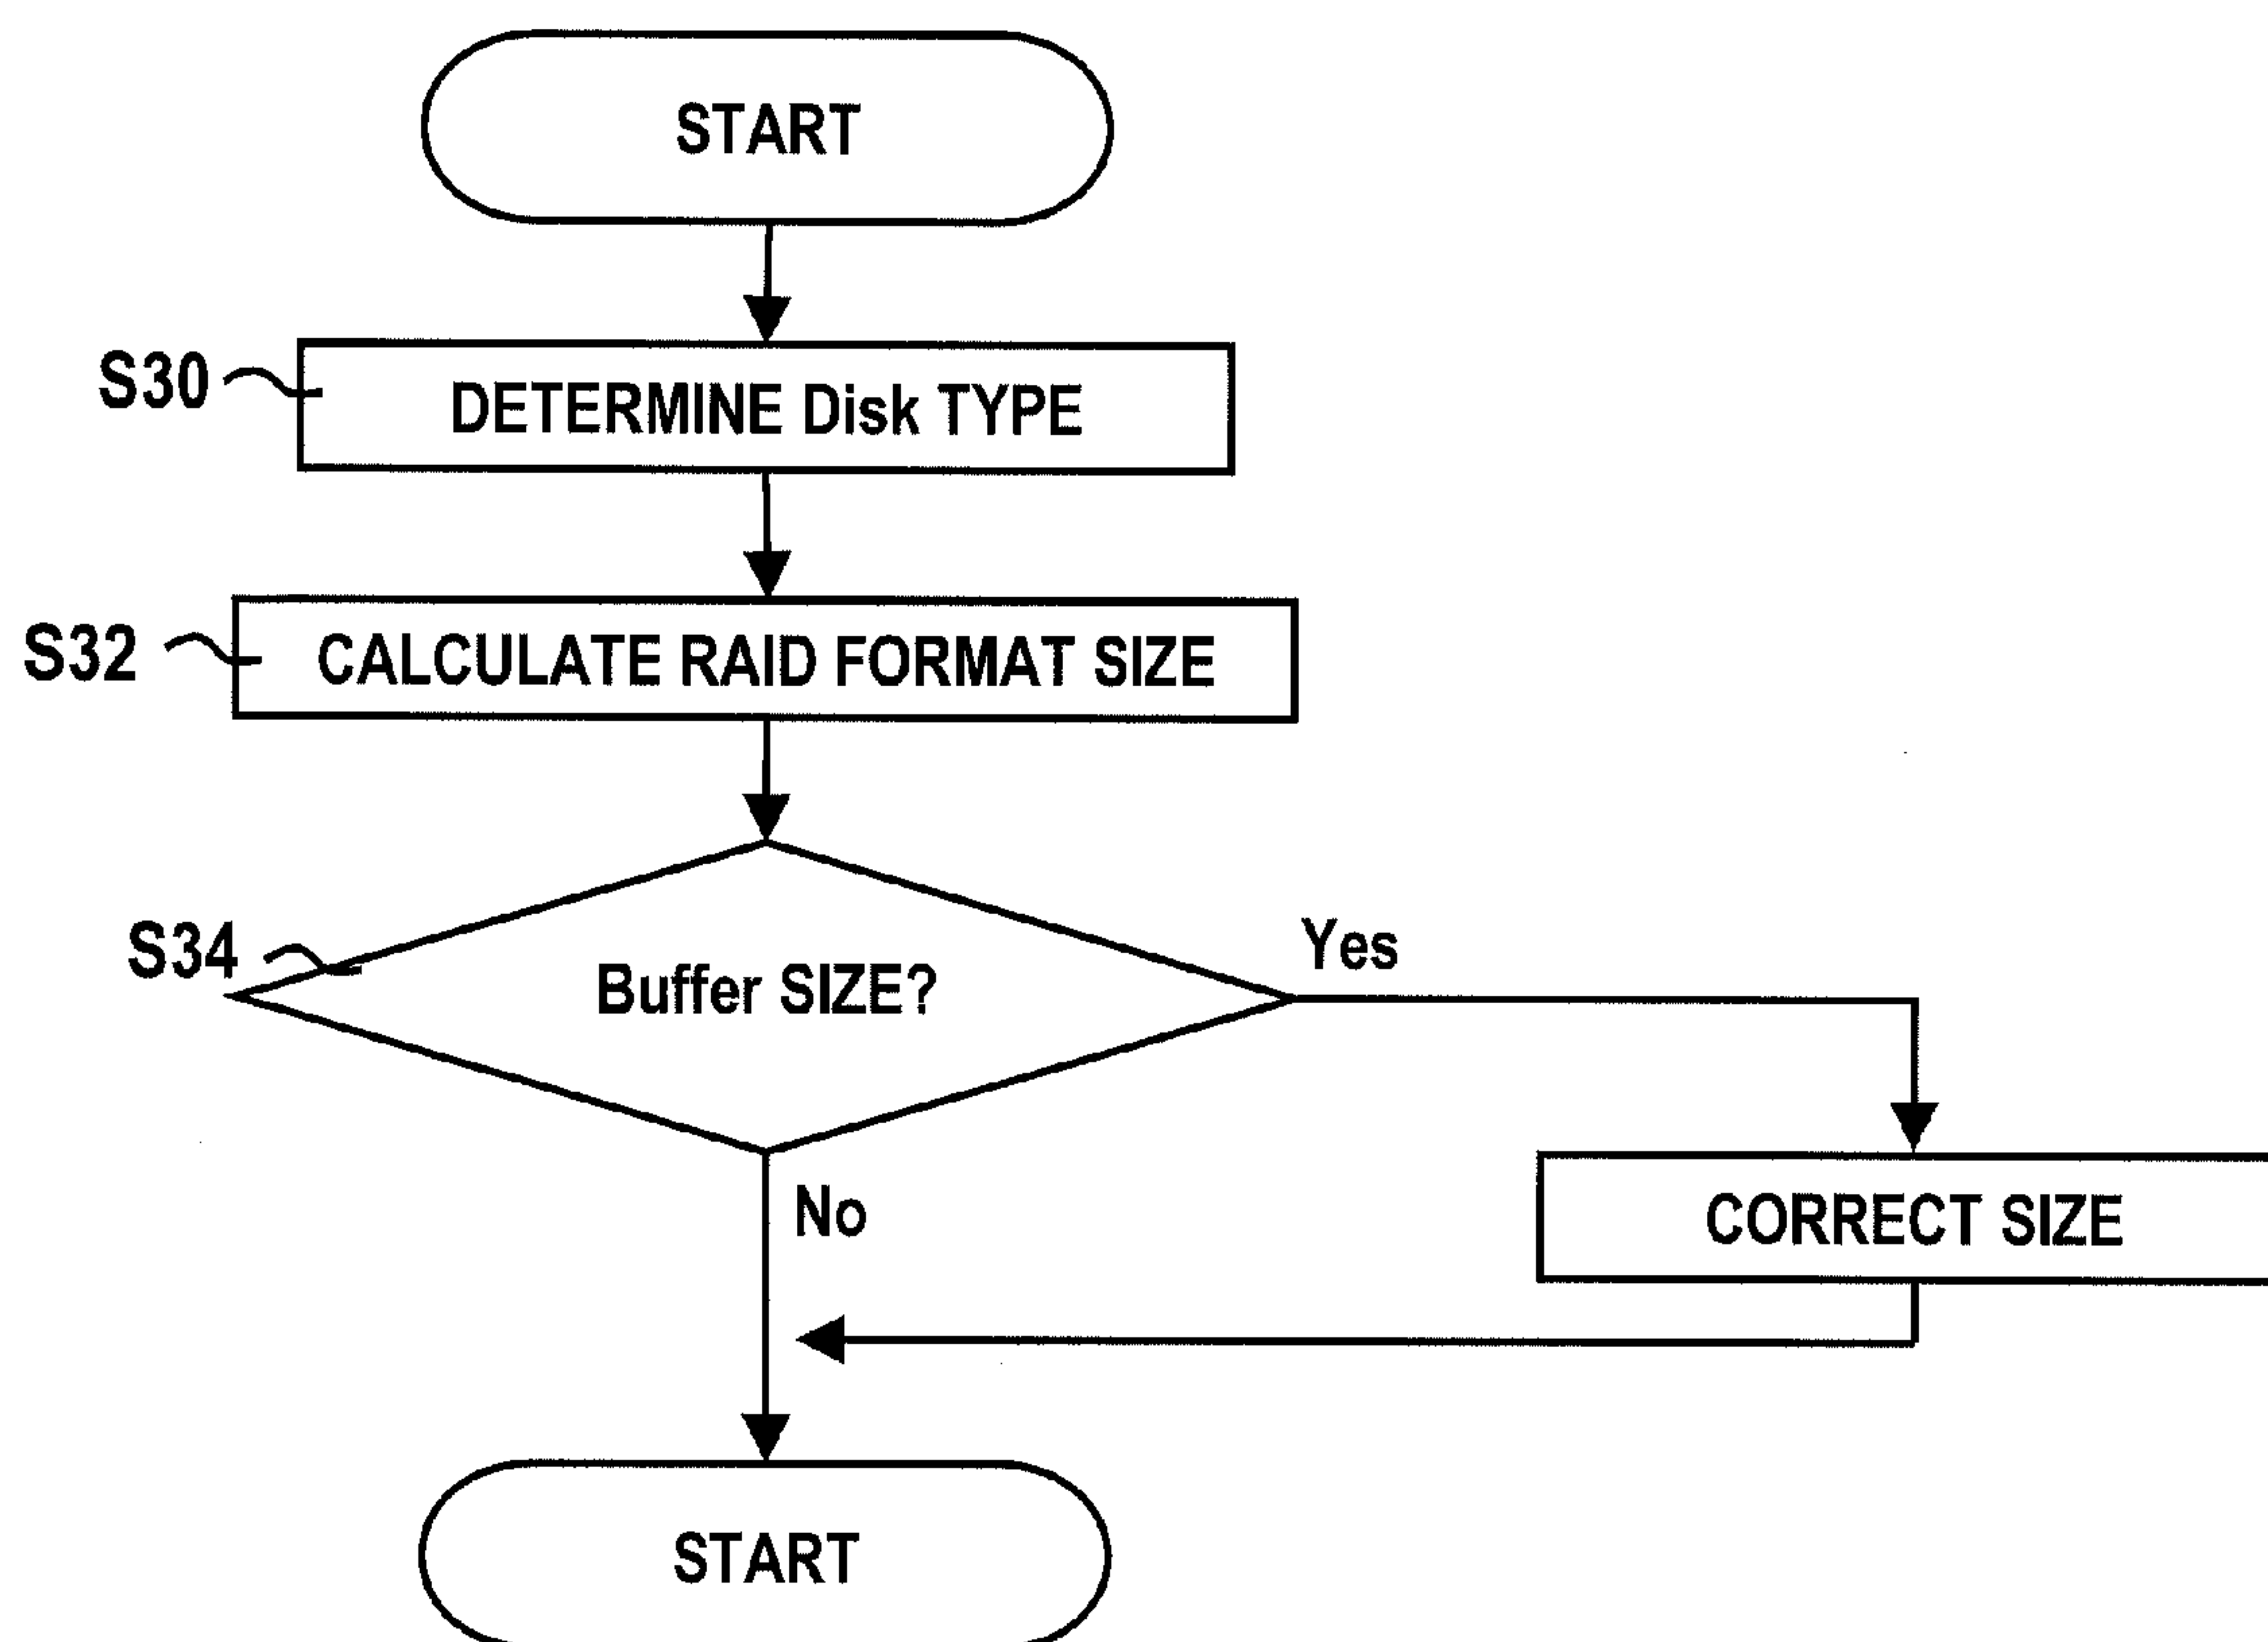 START
S30
DETERMINE Disk TYPE
S32
CALCULATE RAID FORMAT SIZE
S34
Buffer SIZE?
Yes
No
CORRECT SIZE
START